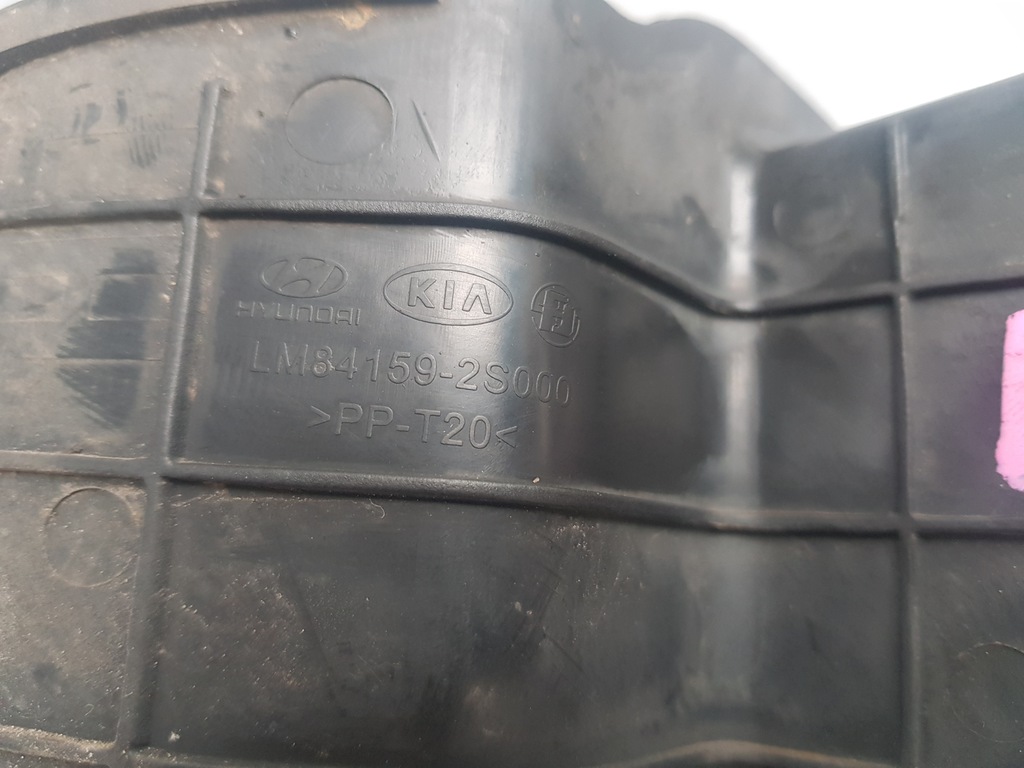 HYUNDAI
KIA
LM84159-2S000
>PP-T20<